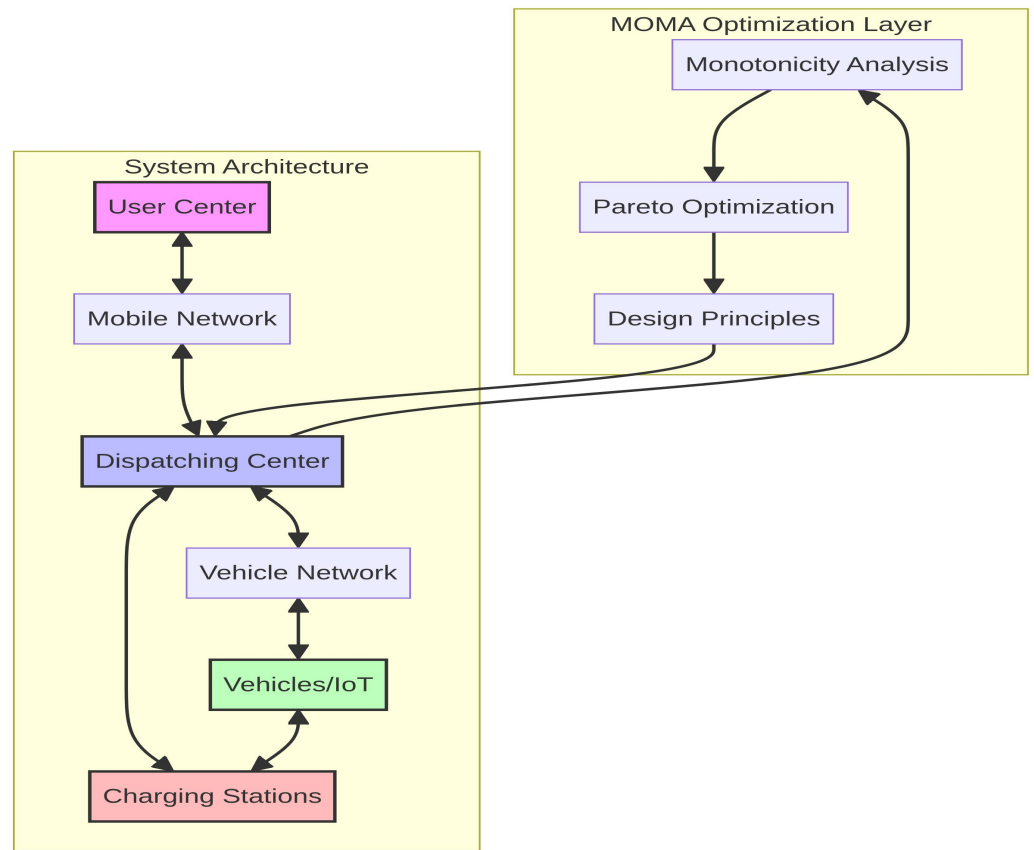 MOMA Optimization Layer
Monotonicity Analysis
System Architecture
User Center
Pareto Optimization
Mobile Network
Design Principles
Dispatching Center
Vehicle Network
Vehicles/IoT
Charging Stations